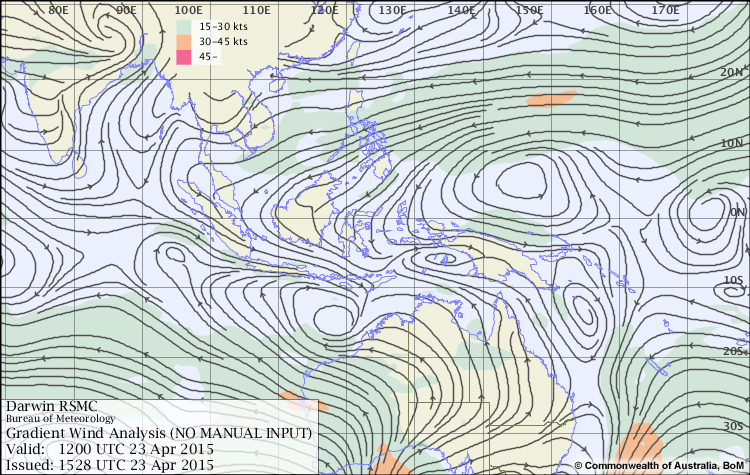 80E 90E 100E 110E 120E 130E 140E 150E 160E 170E
15-30 kts
30-45 kts
45-
20N
10N
0N
10S
20S
30S
Darwin RSMC
Bureau of Meteorology
Gradient Wind Analysis (NO MANUAL INPUT)
Valid: 1200 UTC 23 Apr 2015
Issued: 1528 UTC 23 Apr 2015
© Commonwealth of Australia, BoM